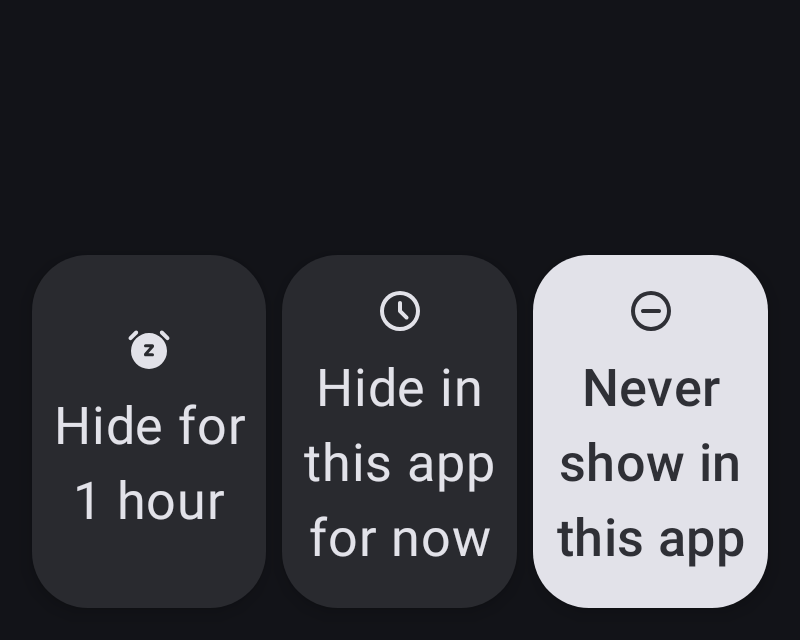 Hide for
1 hour
Hide in
this app
for now
Never
show in
this app